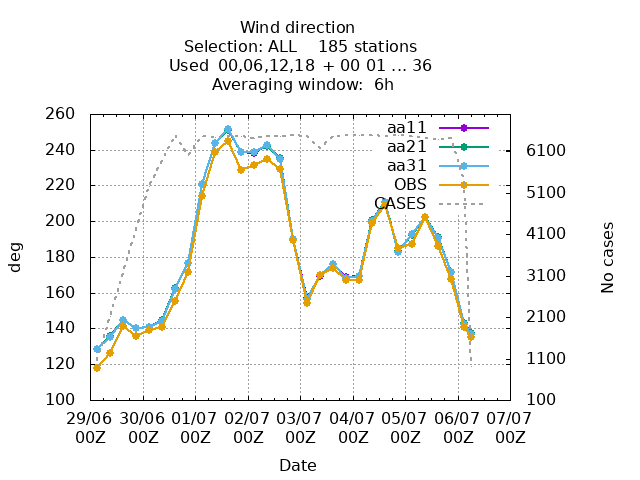 Wind direction
Selection: ALL    185 stations
Used  00,06,12,18 + 00 01 ... 36
Averaging window:  6h
260
240
220
200
180
160
140
120
100
deg
aa11
aa21
aa31
OBS
CASES
6100
5100
4100
3100
2100
1100
100
No cases
29/06 30/06 01/07 02/07 03/07 04/07 05/07 06/07 07/07
00Z 00Z 00Z 00Z 00Z 00Z 00Z 00Z 00Z
Date